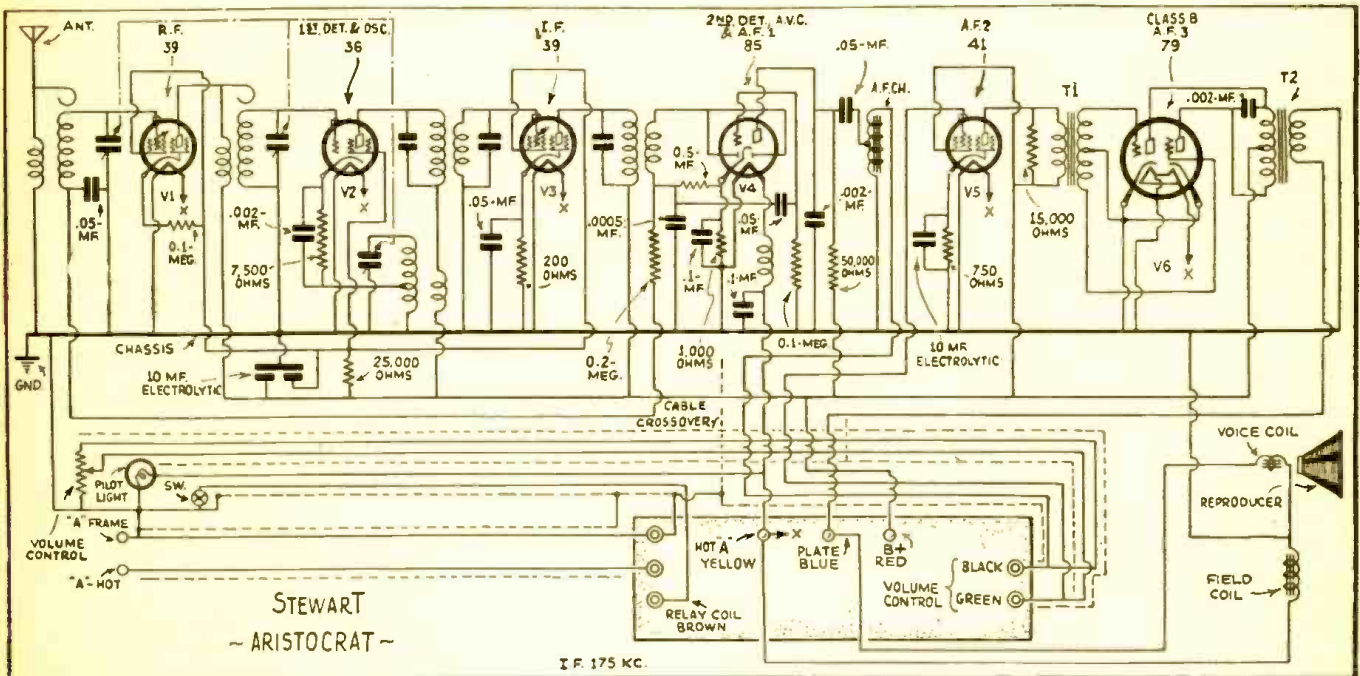 ANT.
R.F.
39
1ST. DET. & OSC.
36
I.F.
39
2ND. DET., A.V.C.
& A.F.1
85
.05-MF.
A.F.CH.
A.F.2
41
CLASS B
A.F.3
79
T1
.002-MF.
T2
V1
X
.05-
MF.
0.1-
MEG.
V2
X
.002-
MF.
7,500-
OHMS
V3
X
.05-MF
200
OHMS
0.5-
MF.
.0005
MF.
V4
.05-
MF.
.1-
MF
.1-MF
.002-
MF.
50,000
OHMS
V5
X
15,000
OHMS
750
OHMS
V6
X
CHASSIS
GND.
10 MF.
ELECTROLYTIC
25,000
OHMS
0.2-
MEG.
1,000
OHMS
0.1-MEG
10 MF.
ELECTROLYTIC
CABLE
CROSSOVER
PILOT
LIGHT
SW.
"A" FRAME
VOLUME
CONTROL
"A"-HOT
HOT A
YELLOW
X
PLATE
BLUE
B+
RED
VOLUME
CONTROL
BLACK
GREEN
RELAY COIL
BROWN
VOICE COIL
REPRODUCER
FIELD
COIL
STEWART
~ ARISTOCRAT ~
I.F. 175 KC.